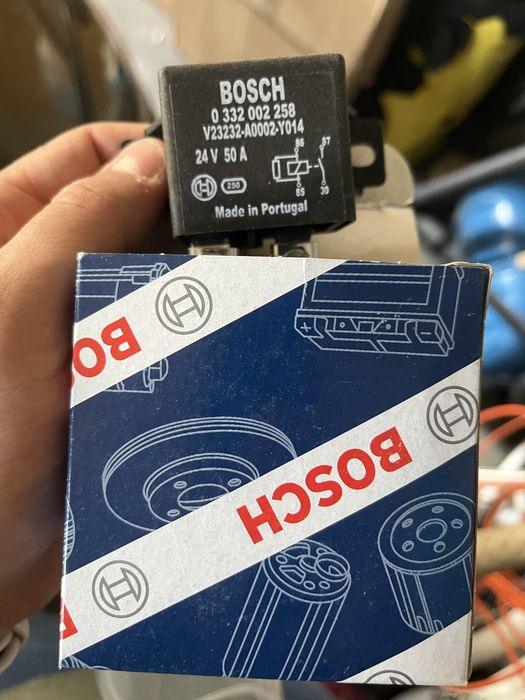 BOSCH
0 332 002 258
V23232-A0002-Y014
24 V 50 A
86 87
85 30
250
Made in Portugal
BO
BOSCH